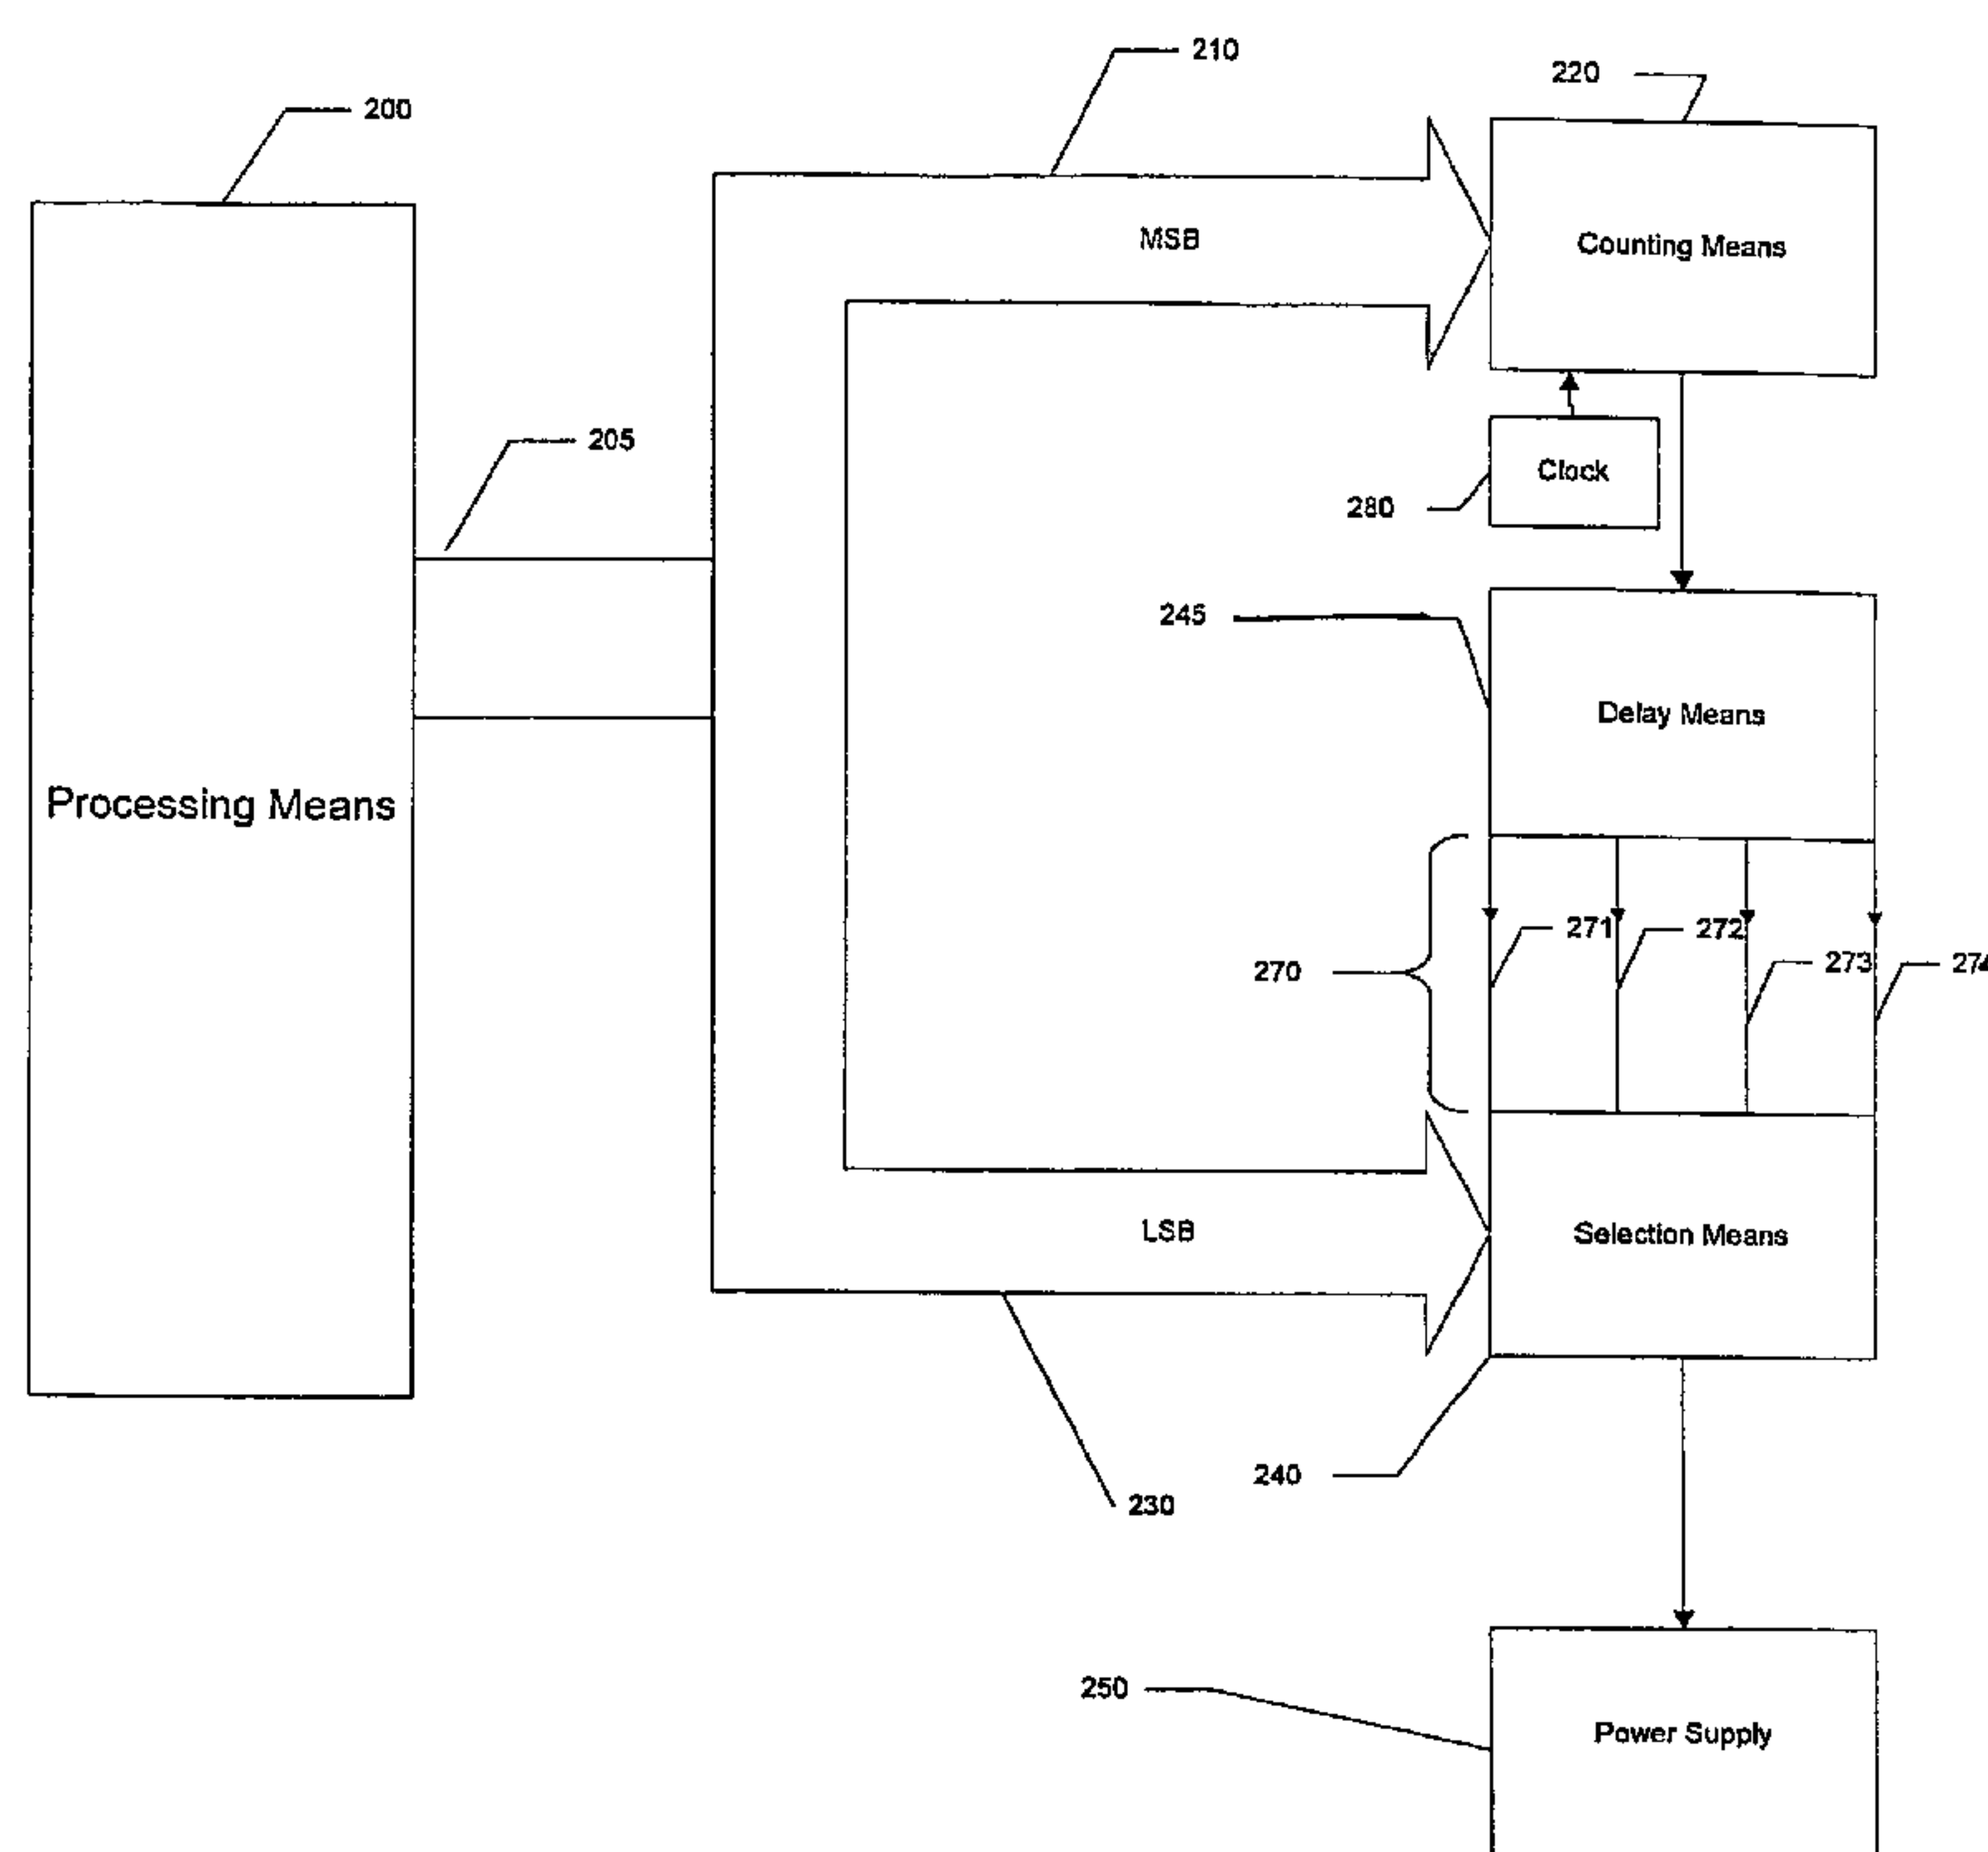 210
220
200
MSB
Counting Means
205
Clock
280
245
Delay Means
Processing Means
271
272
273
274
270
LSB
Selection Means
240
230
250
Power Supply